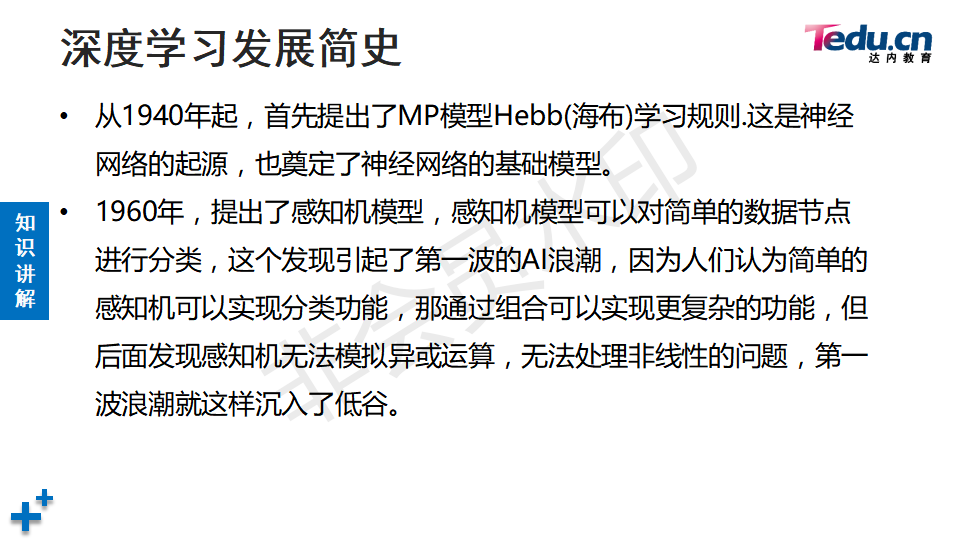 深度学习发展简史
Tedu.cn
达内教育
• 从1940年起，首先提出了MP模型Hebb(海布)学习规则.这是神经
网络的起源，也奠定了神经网络的基础模型。
• 1960年，提出了感知机模型，感知机模型可以对简单的数据节点
进行分类，这个发现引起了第一波的AI浪潮，因为人们认为简单的
感知机可以实现分类功能，那通过组合可以实现更复杂的功能，但
后面发现感知机无法模拟异或运算，无法处理非线性的问题，第一
波浪潮就这样沉入了低谷。
知
识
讲
解
非会员水印